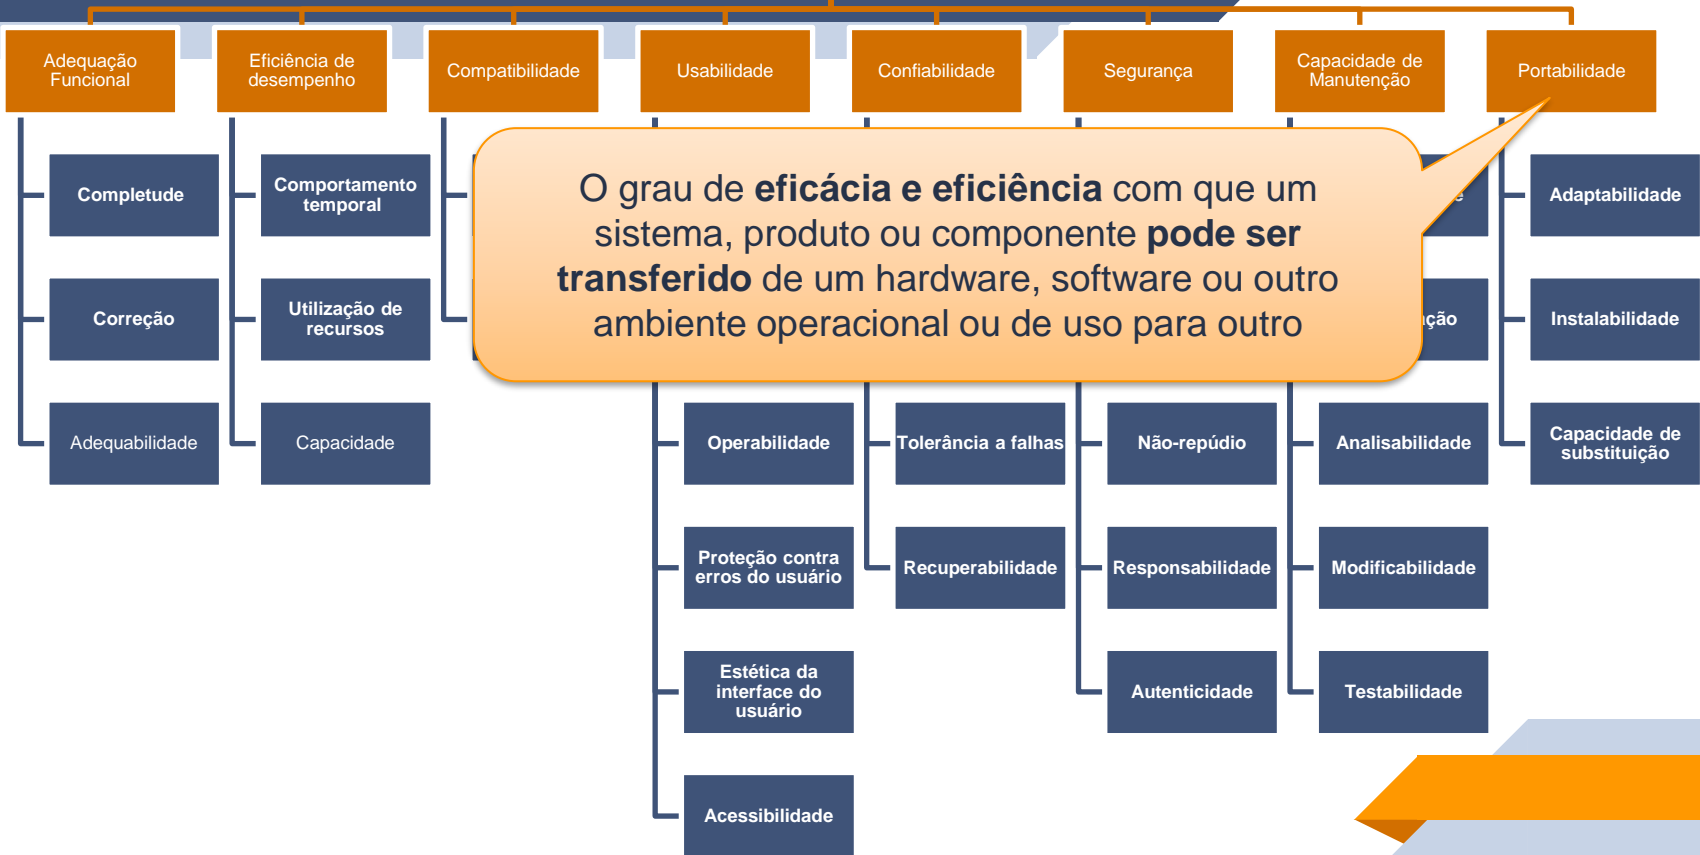 Adequação
Funcional
Eficiência de
desempenho
Compatibilidade
Usabilidade
Confiabilidade
Segurança
Capacidade de
Manutenção
Portabilidade
O grau de eficácia e eficiência com que um
sistema, produto ou componente pode ser
transferido de um hardware, software ou outro
ambiente operacional ou de uso para outro
Completude
Comportamento
temporal
Adaptabilidade
Correção
Utilização de
recursos
Instalabilidade
Adequabilidade
Capacidade
Operabilidade
Tolerância a falhas
Não-repúdio
Analisabilidade
Capacidade de
substituição
Proteção contra
erros do usuário
Recuperabilidade
Responsabilidade
Modificabilidade
Estética da
interface do
usuário
Autenticidade
Testabilidade
Acessibilidade